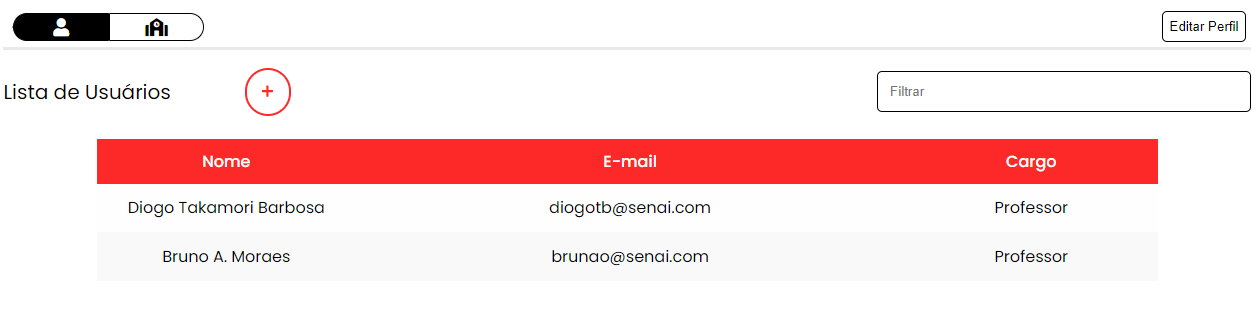 Editar Perfil
Lista de Usuários + Filtrar
Nome E-mail Cargo
Diogo Takamori Barbosa diogotb@senai.com Professor
Bruno A. Moraes brunao@senai.com Professor